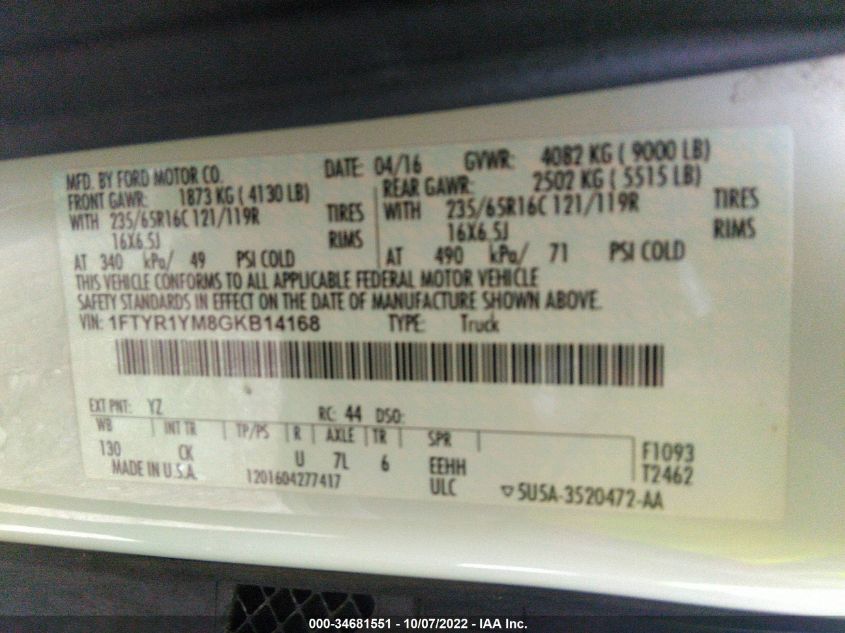 MFD. BY FORD MOTOR CO. DATE: 04/16 GVWR: 4082 KG ( 9000 LB)
FRONT GAWR: 1873 KG ( 4130 LB) REAR GAWR: 2502 KG ( 5515 LB)
WITH 235/65R16C 121/119R TIRES WITH 235/65R16C 121/119R TIRES
16X6.5J RIMS 16X6.5J RIMS
AT 340 kPa/ 49 PSI COLD AT 490 kPa/ 71 PSI COLD
THIS VEHICLE CONFORMS TO ALL APPLICABLE FEDERAL MOTOR VEHICLE
SAFETY STANDARDS IN EFFECT ON THE DATE OF MANUFACTURE SHOWN ABOVE.
VIN: 1FTYR1YM8GKB14168 TYPE: Truck
EXT PNT: YZ RC: 44 DSO:
WB INT TR TP/PS R AXLE TR SPR
130 CK U 7L 6 EEHH F1093
MADE IN U.S.A. 1201604277417 ULC T2462
5U5A-3520472-AA
000-34681551 - 10/07/2022 - IAA Inc.